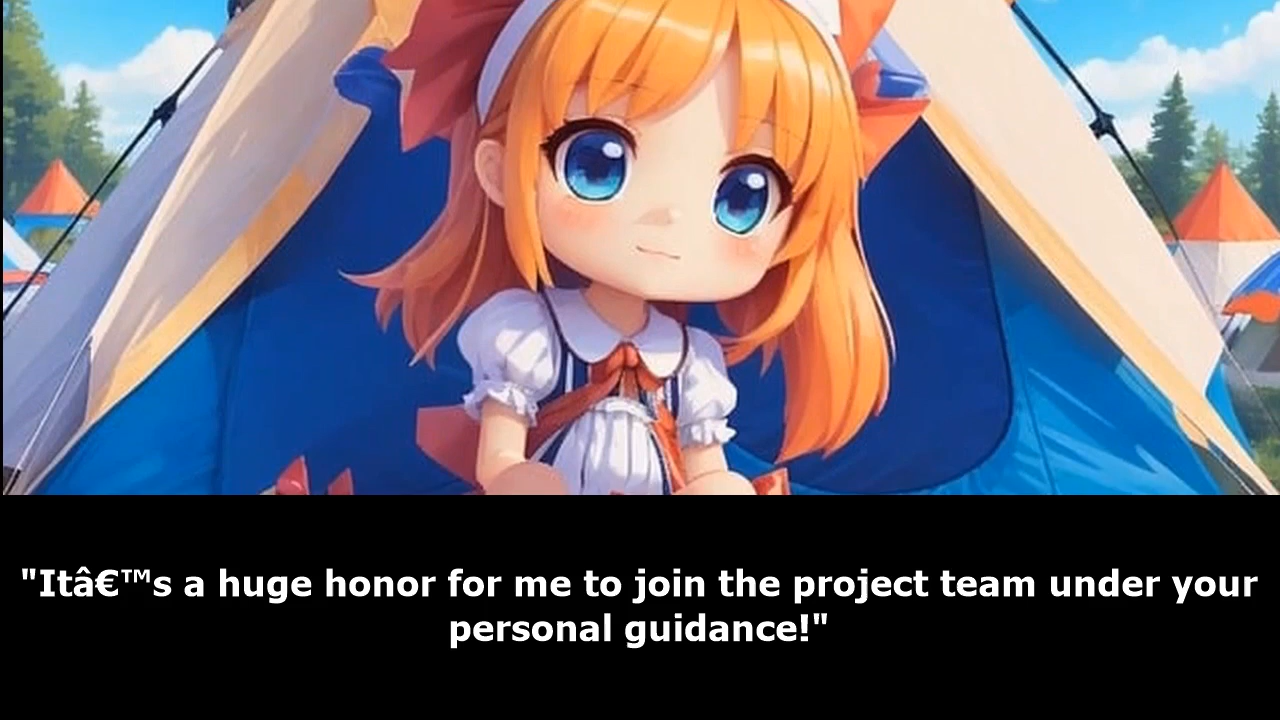 "Itâ€™s a huge honor for me to join the project team under your
personal guidance!"